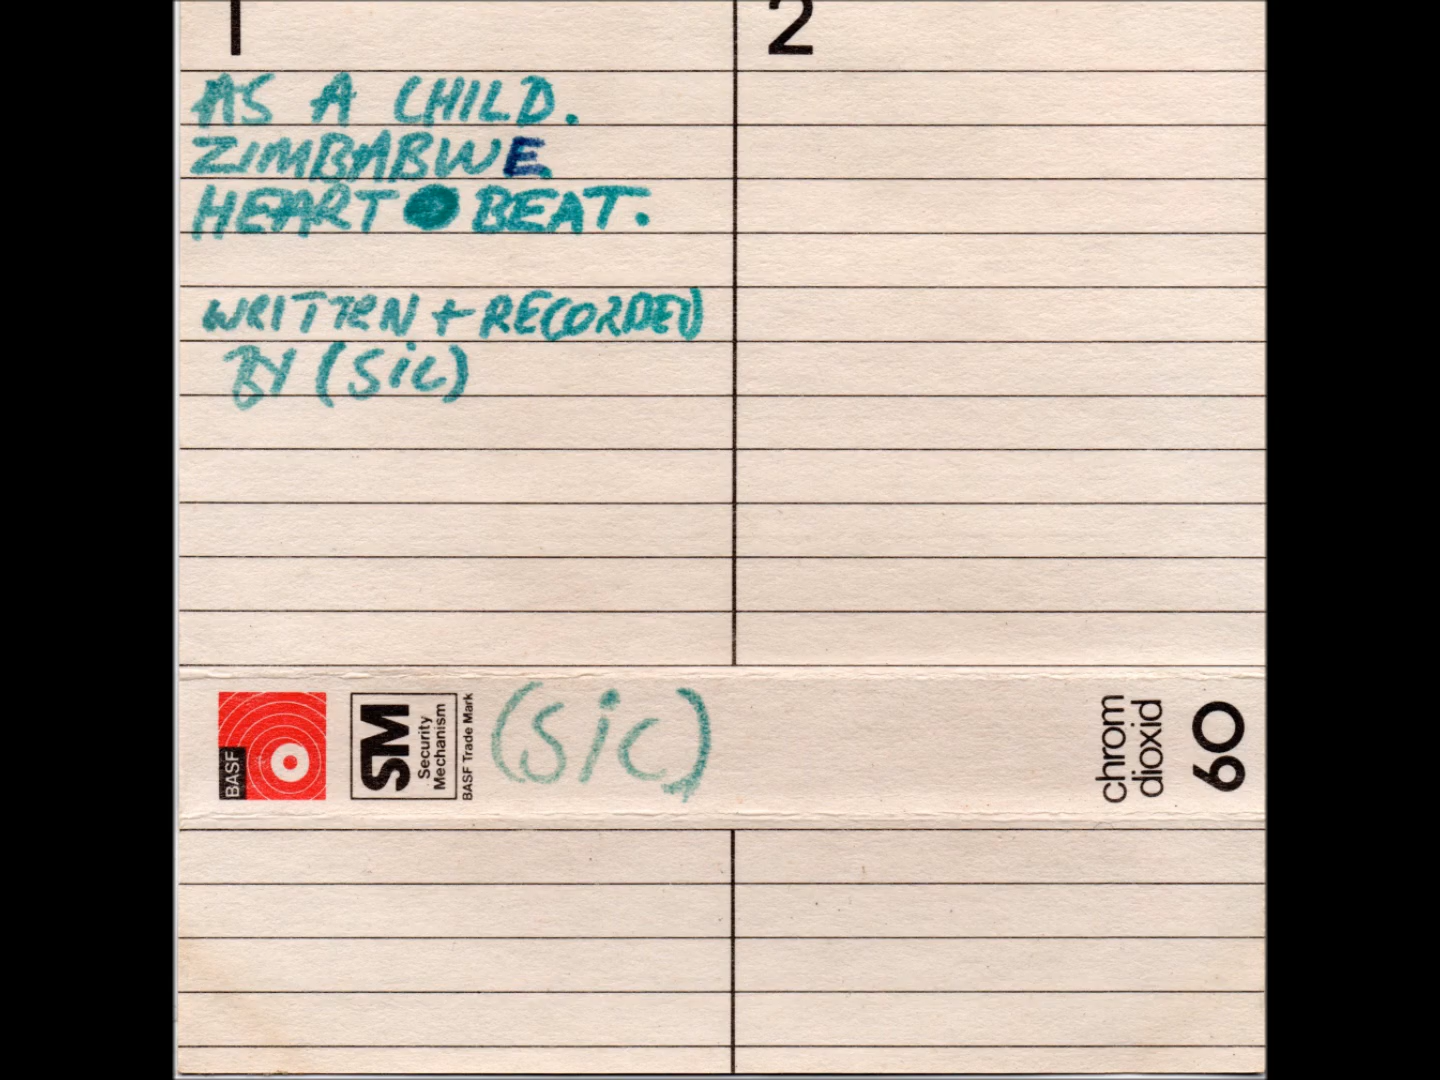 1
2
AS A CHILD.
ZIMBABWE
HEART BEAT.
WRITTEN + RECORDED
BY (SiC)
BASF
SM
Security
Mechanism
BASF Trade Mark
(SiC)
chrom
dioxid
60